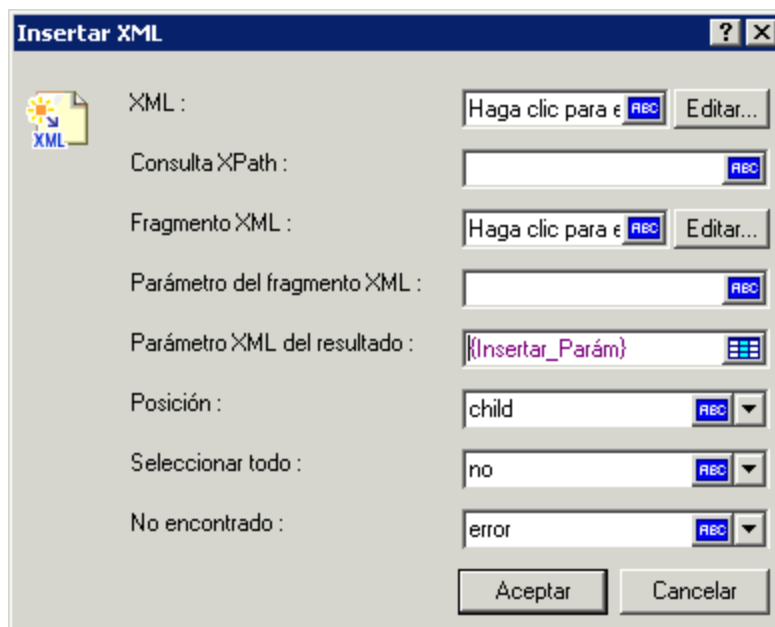 Insertar XML
XML : Haga clic para e ABC Editar...
XML
Consulta XPath : ABC
Fragmento XML : Haga clic para e ABC Editar...
Parámetro del fragmento XML : ABC
Parámetro XML del resultado : {Insertar_Parám}
Posición : child ABC
Seleccionar todo : no ABC
No encontrado : error ABC
Aceptar Cancelar